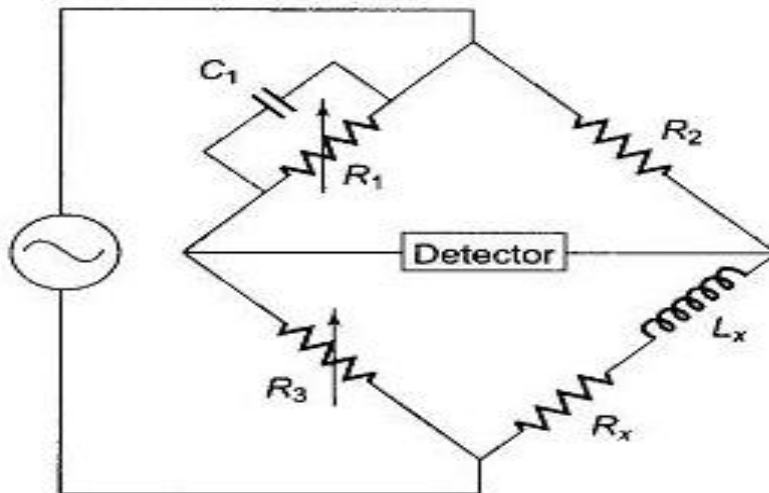 C₁
R₁
R₂
Detector
Lₓ
R₃
Rₓ